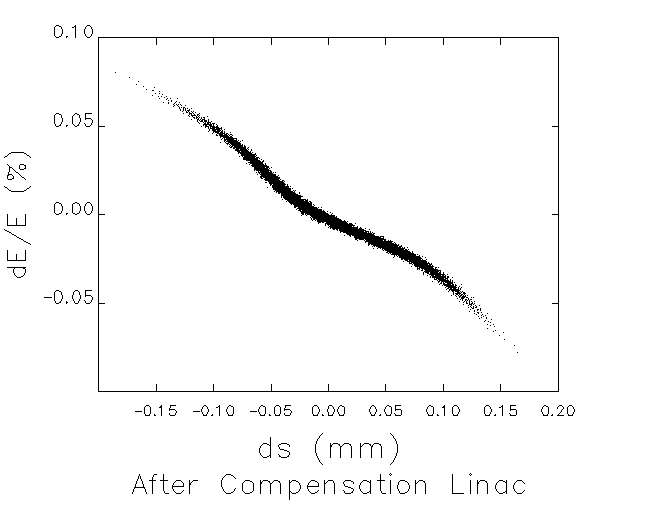 0.10
0.05
0.00
-0.05
dE/E (%)
-0.15 -0.10 -0.05 0.00 0.05 0.10 0.15 0.20
ds (mm)
After Compensation Linac